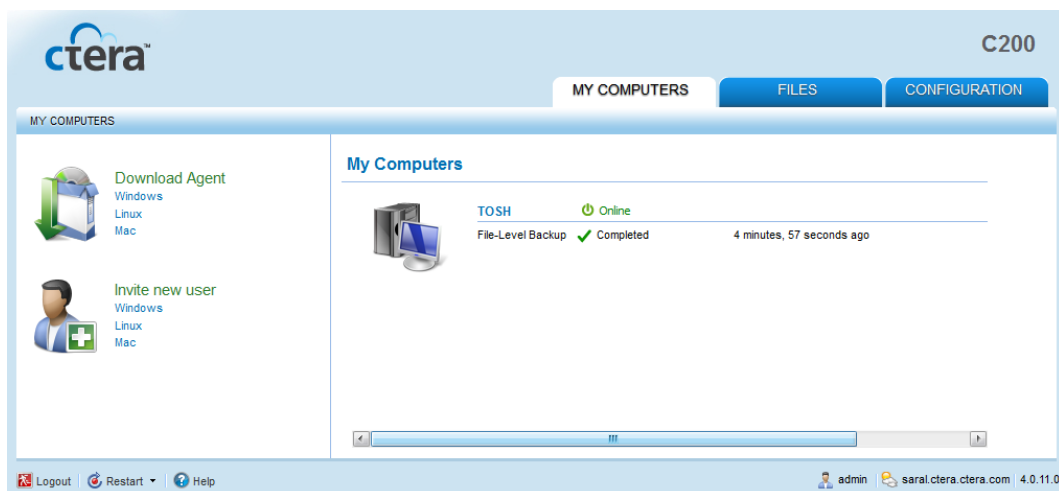 ctera™
C200
MY COMPUTERS
FILES
CONFIGURATION
MY COMPUTERS
Download Agent
Windows
Linux
Mac
Invite new user
Windows
Linux
Mac
My Computers
TOSH Online
File-Level Backup Completed 4 minutes, 57 seconds ago
Logout Restart Help
admin saral.ctera.ctera.com 4.0.11.0